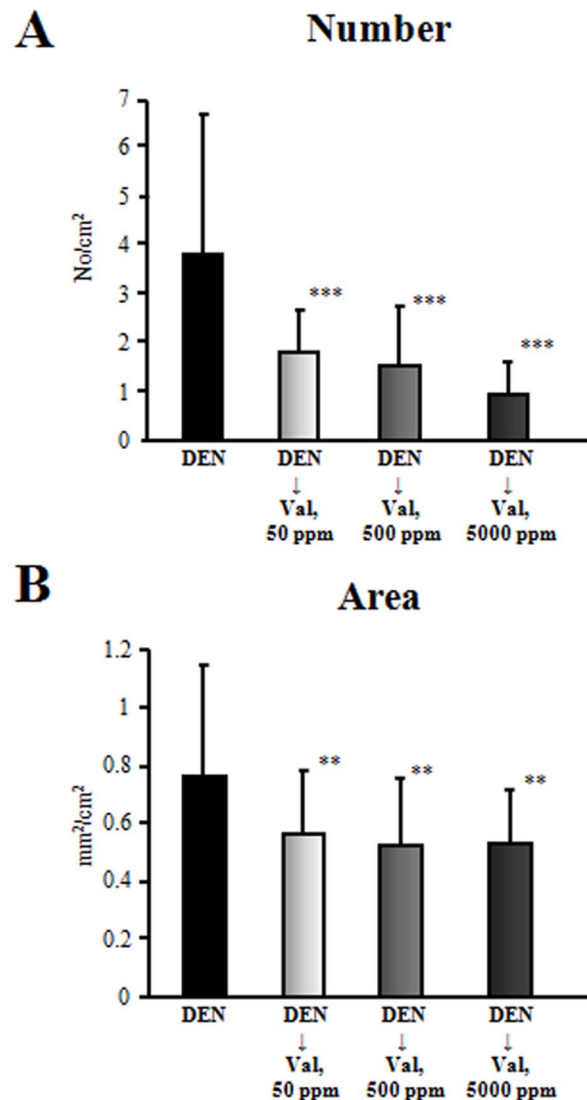 A
Number
7
6
5
4
3
2
1
0
No/cm²
***
***
***
DEN
DEN
DEN
DEN
↓
↓
↓
Val,
Val,
Val,
50 ppm
500 ppm
5000 ppm
B
Area
1.2
1
0.8
0.6
0.4
0.2
0
mm²/cm²
**
**
**
DEN
DEN
DEN
DEN
↓
↓
↓
Val,
Val,
Val,
50 ppm
500 ppm
5000 ppm